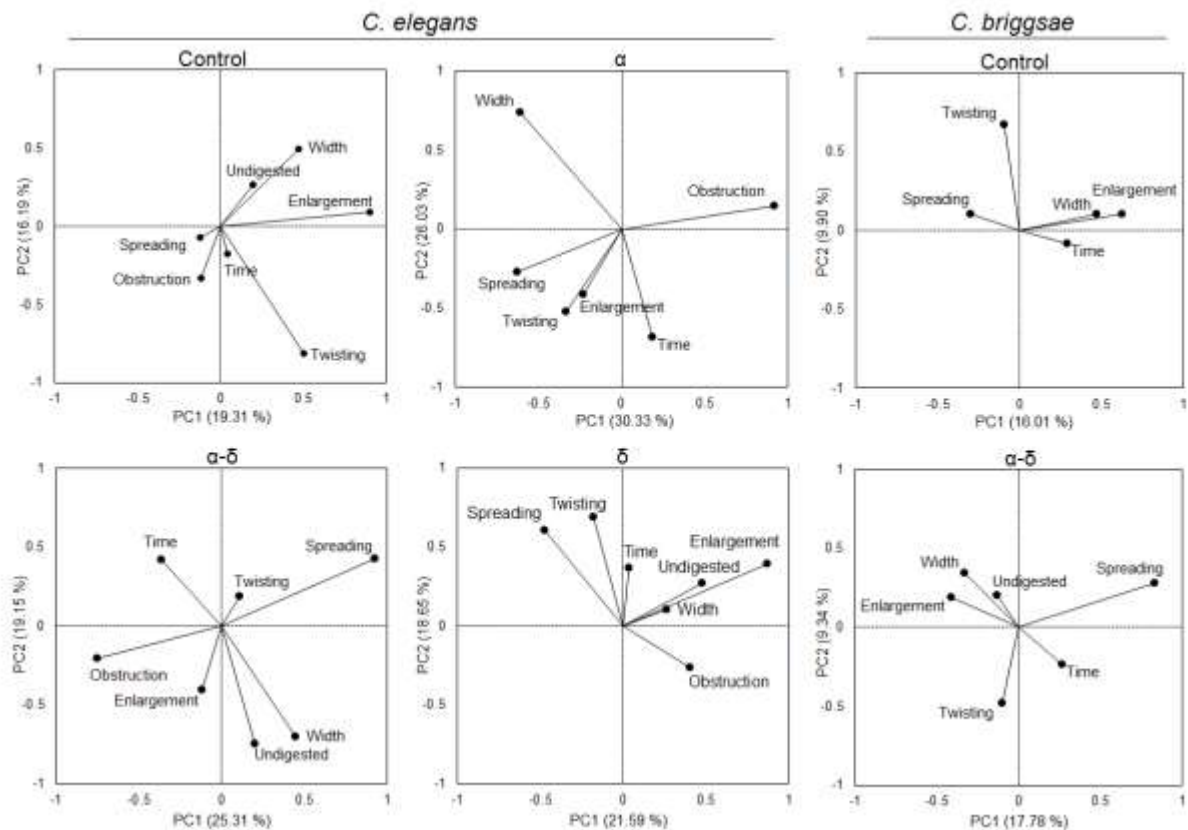 C. elegans
C. briggsae
Control
1
0.5
0
0.5
-1
PC2 (16.19 %)
Width
Undigested
Enlargement
Spreading
Obstruction
Time
Twisting
-1
-0.5
0
0.5
1
PC1 (19.31 %)
α
1
0.5
0
0.5
-1
PC2 (26.03 %)
Width
Obstruction
Spreading
Enlargement
Twisting
Time
-1
-0.5
0
0.5
1
PC1 (30.33 %)
Control
1
0.5
0
0.5
-1
PC2 (9.90 %)
Twisting
Spreading
Width
Enlargement
Time
-1
-0.5
0
0.5
1
PC1 (16.01 %)
α-δ
1
0.5
0
0.5
-1
PC2 (19.15 %)
Time
Spreading
Twisting
Obstruction
Enlargement
Width
Undigested
-1
-0.5
0
0.5
1
PC1 (25.31 %)
δ
1
0.5
0
0.5
-1
PC2 (18.65 %)
Spreading
Twisting
Time
Enlargement
Undigested
Width
Obstruction
-1
-0.5
0
0.5
1
PC1 (21.59 %)
α-δ
1
0.5
0
0.5
-1
PC2 (9.34 %)
Width
Undigested
Spreading
Enlargement
Time
Twisting
-1
-0.5
0
0.5
1
PC1 (17.78 %)